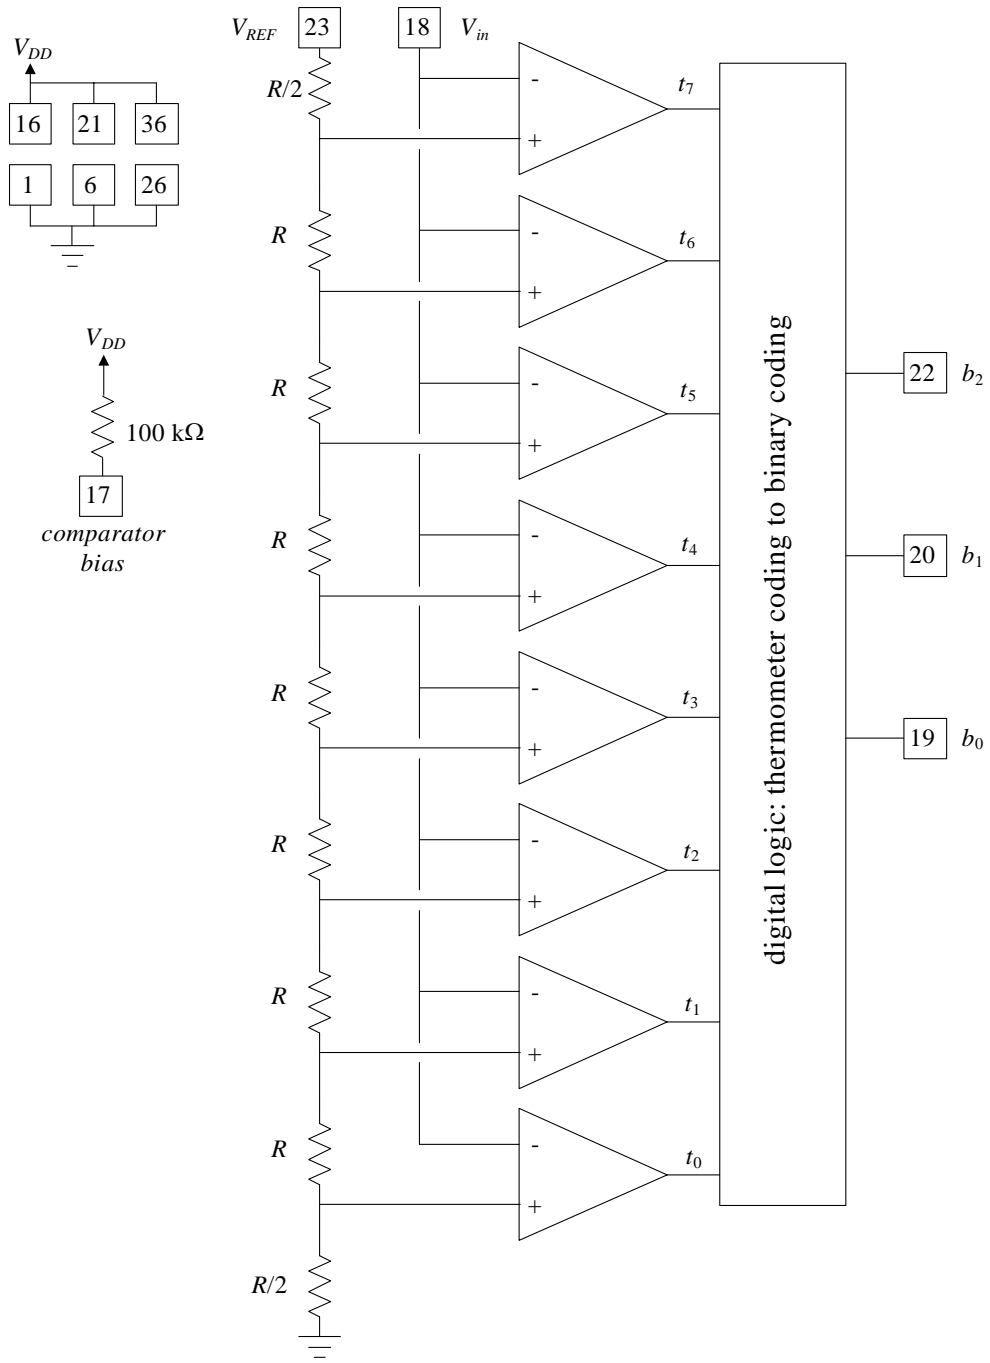 V_REF 23 18 V_in
V_DD
16 21 36
1 6 26
V_DD
100 kΩ
17
comparator
bias
R/2
R
R
R
R
R
R
R
R/2
- + t_7
- + t_6
- + t_5
- + t_4
- + t_3
- + t_2
- + t_1
- + t_0
digital logic: thermometer coding to binary coding
22 b_2
20 b_1
19 b_0